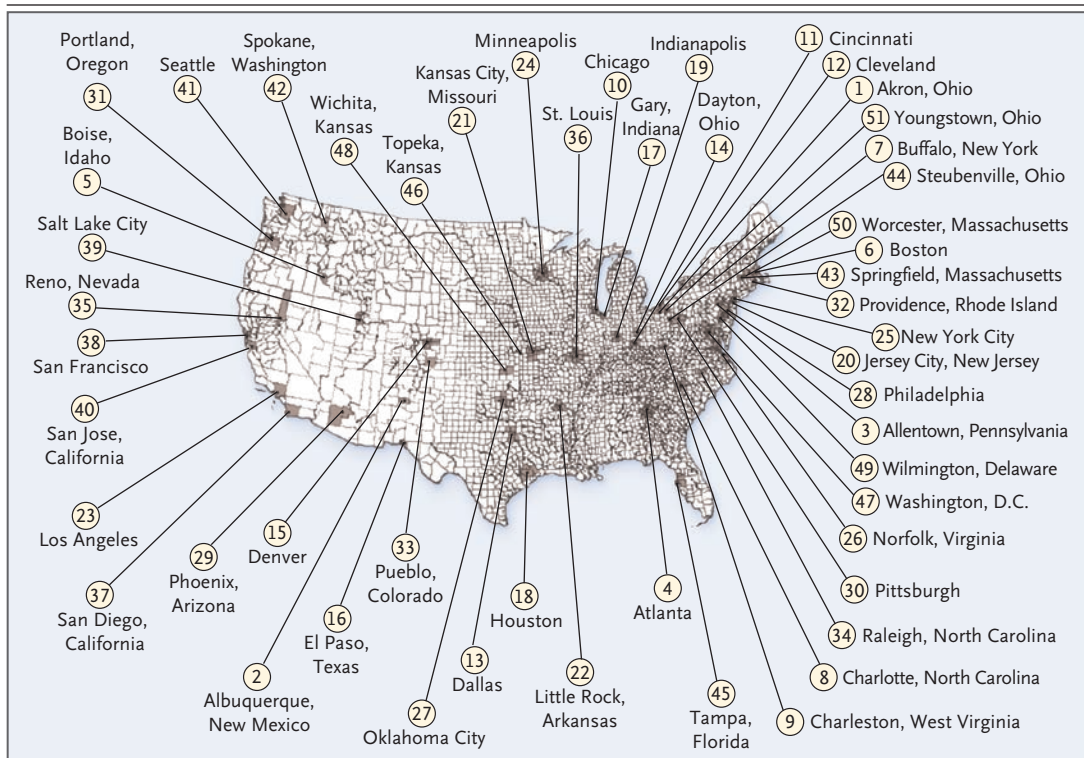 Portland,
Oregon
31
Seattle
41
Spokane,
Washington
42
Minneapolis
24
Indianapolis
19
Chicago
10
Kansas City,
Missouri
21
Wichita,
Kansas
48
Topeka,
Kansas
46
St. Louis
36
Gary,
Indiana
17
Dayton,
Ohio
14
Boise,
Idaho
5
Salt Lake City
39
Reno, Nevada
35
38
San Francisco
40
San Jose,
California
23
Los Angeles
37
San Diego,
California
29
Phoenix,
Arizona
15
Denver
2
Albuquerque,
New Mexico
16
El Paso,
Texas
33
Pueblo,
Colorado
27
Oklahoma City
13
Dallas
18
Houston
22
Little Rock,
Arkansas
4
Atlanta
45
Tampa,
Florida
11 Cincinnati
12 Cleveland
1 Akron, Ohio
51 Youngstown, Ohio
7 Buffalo, New York
44 Steubenville, Ohio
50 Worcester, Massachusetts
6 Boston
43 Springfield, Massachusetts
32 Providence, Rhode Island
25 New York City
20 Jersey City, New Jersey
28 Philadelphia
3 Allentown, Pennsylvania
49 Wilmington, Delaware
47 Washington, D.C.
26 Norfolk, Virginia
30 Pittsburgh
34 Raleigh, North Carolina
8 Charlotte, North Carolina
9 Charleston, West Virginia